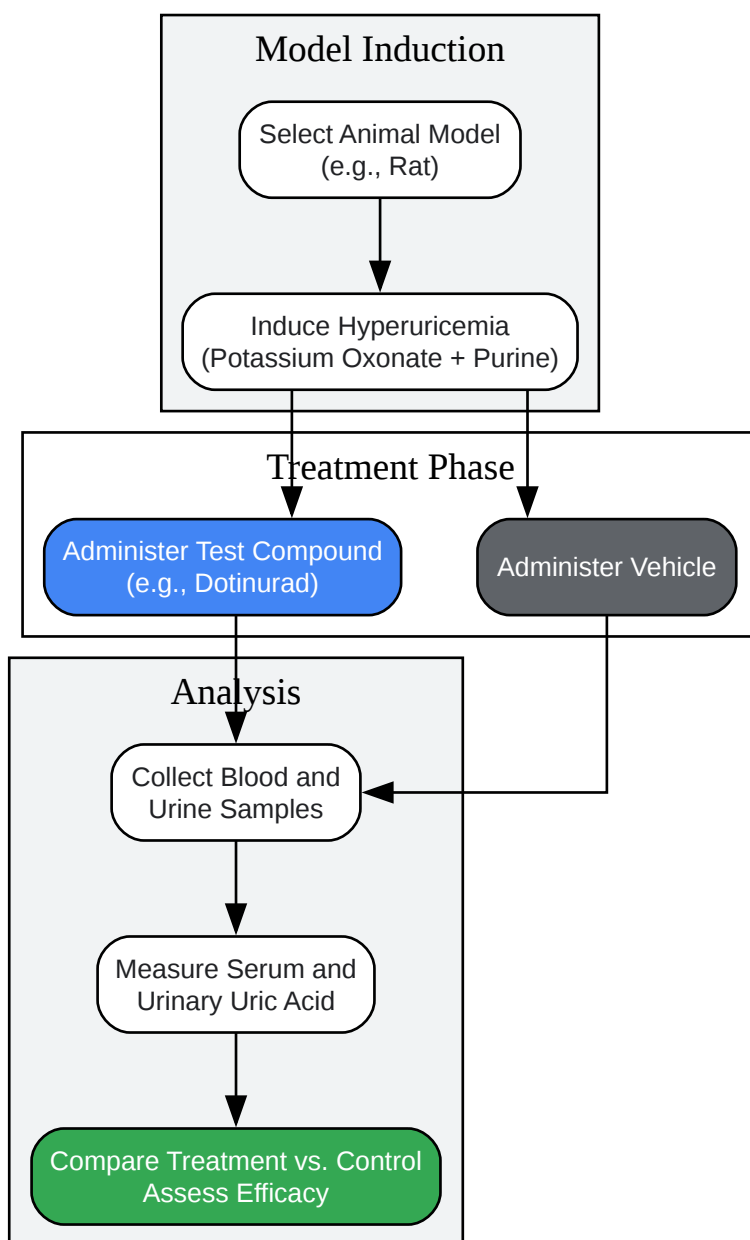 Model Induction
Select Animal Model
(e.g., Rat)
Induce Hyperuricemia
(Potassium Oxonate + Purine)
Treatment Phase
Administer Test Compound
(e.g., Dotinurad)
Administer Vehicle
Analysis
Collect Blood and
Urine Samples
Measure Serum and
Urinary Uric Acid
Compare Treatment vs. Control
Assess Efficacy